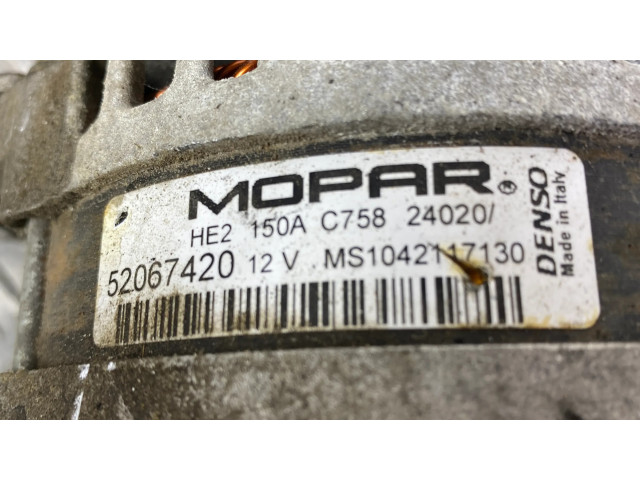 MOPAR®
HE2 150A C758 24020/
52067420 12 V MS1042117130
DENSO
Made in Italy